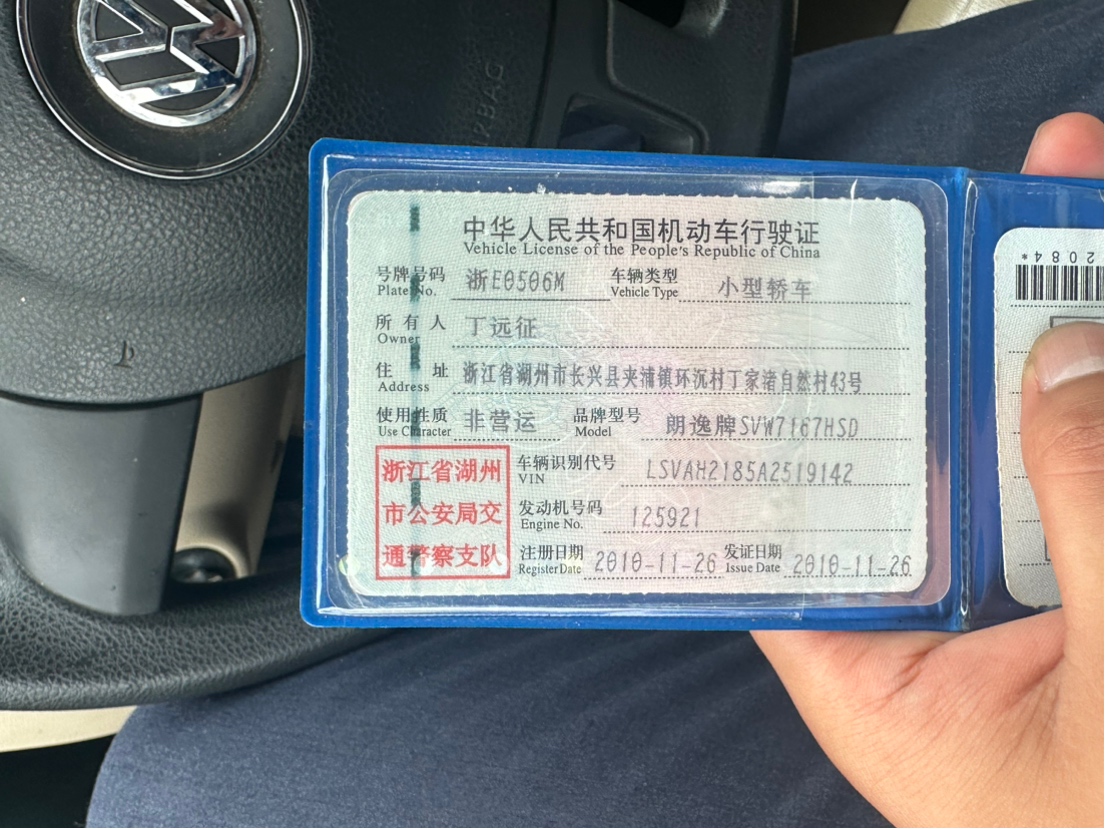 AIRBAG
中华人民共和国机动车行驶证
Vehicle License of the People's Republic of China
号牌号码 浙E0506M 车辆类型 小型轿车
Plate No. Vehicle Type
所有人 丁远征
Owner
住址 浙江省湖州市长兴县夹浦镇环沉村丁家渚自然村43号
Address
使用性质 非营运 品牌型号 朗逸牌SVW7167HSD
Use Character Model
浙江省湖州
市公安局交
通警察支队
车辆识别代号 LSVAH2185A2519142
VIN
发动机号码 125921
Engine No.
注册日期 2010-11-26 发证日期 2010-11-26
Register Date Issue Date
2084*